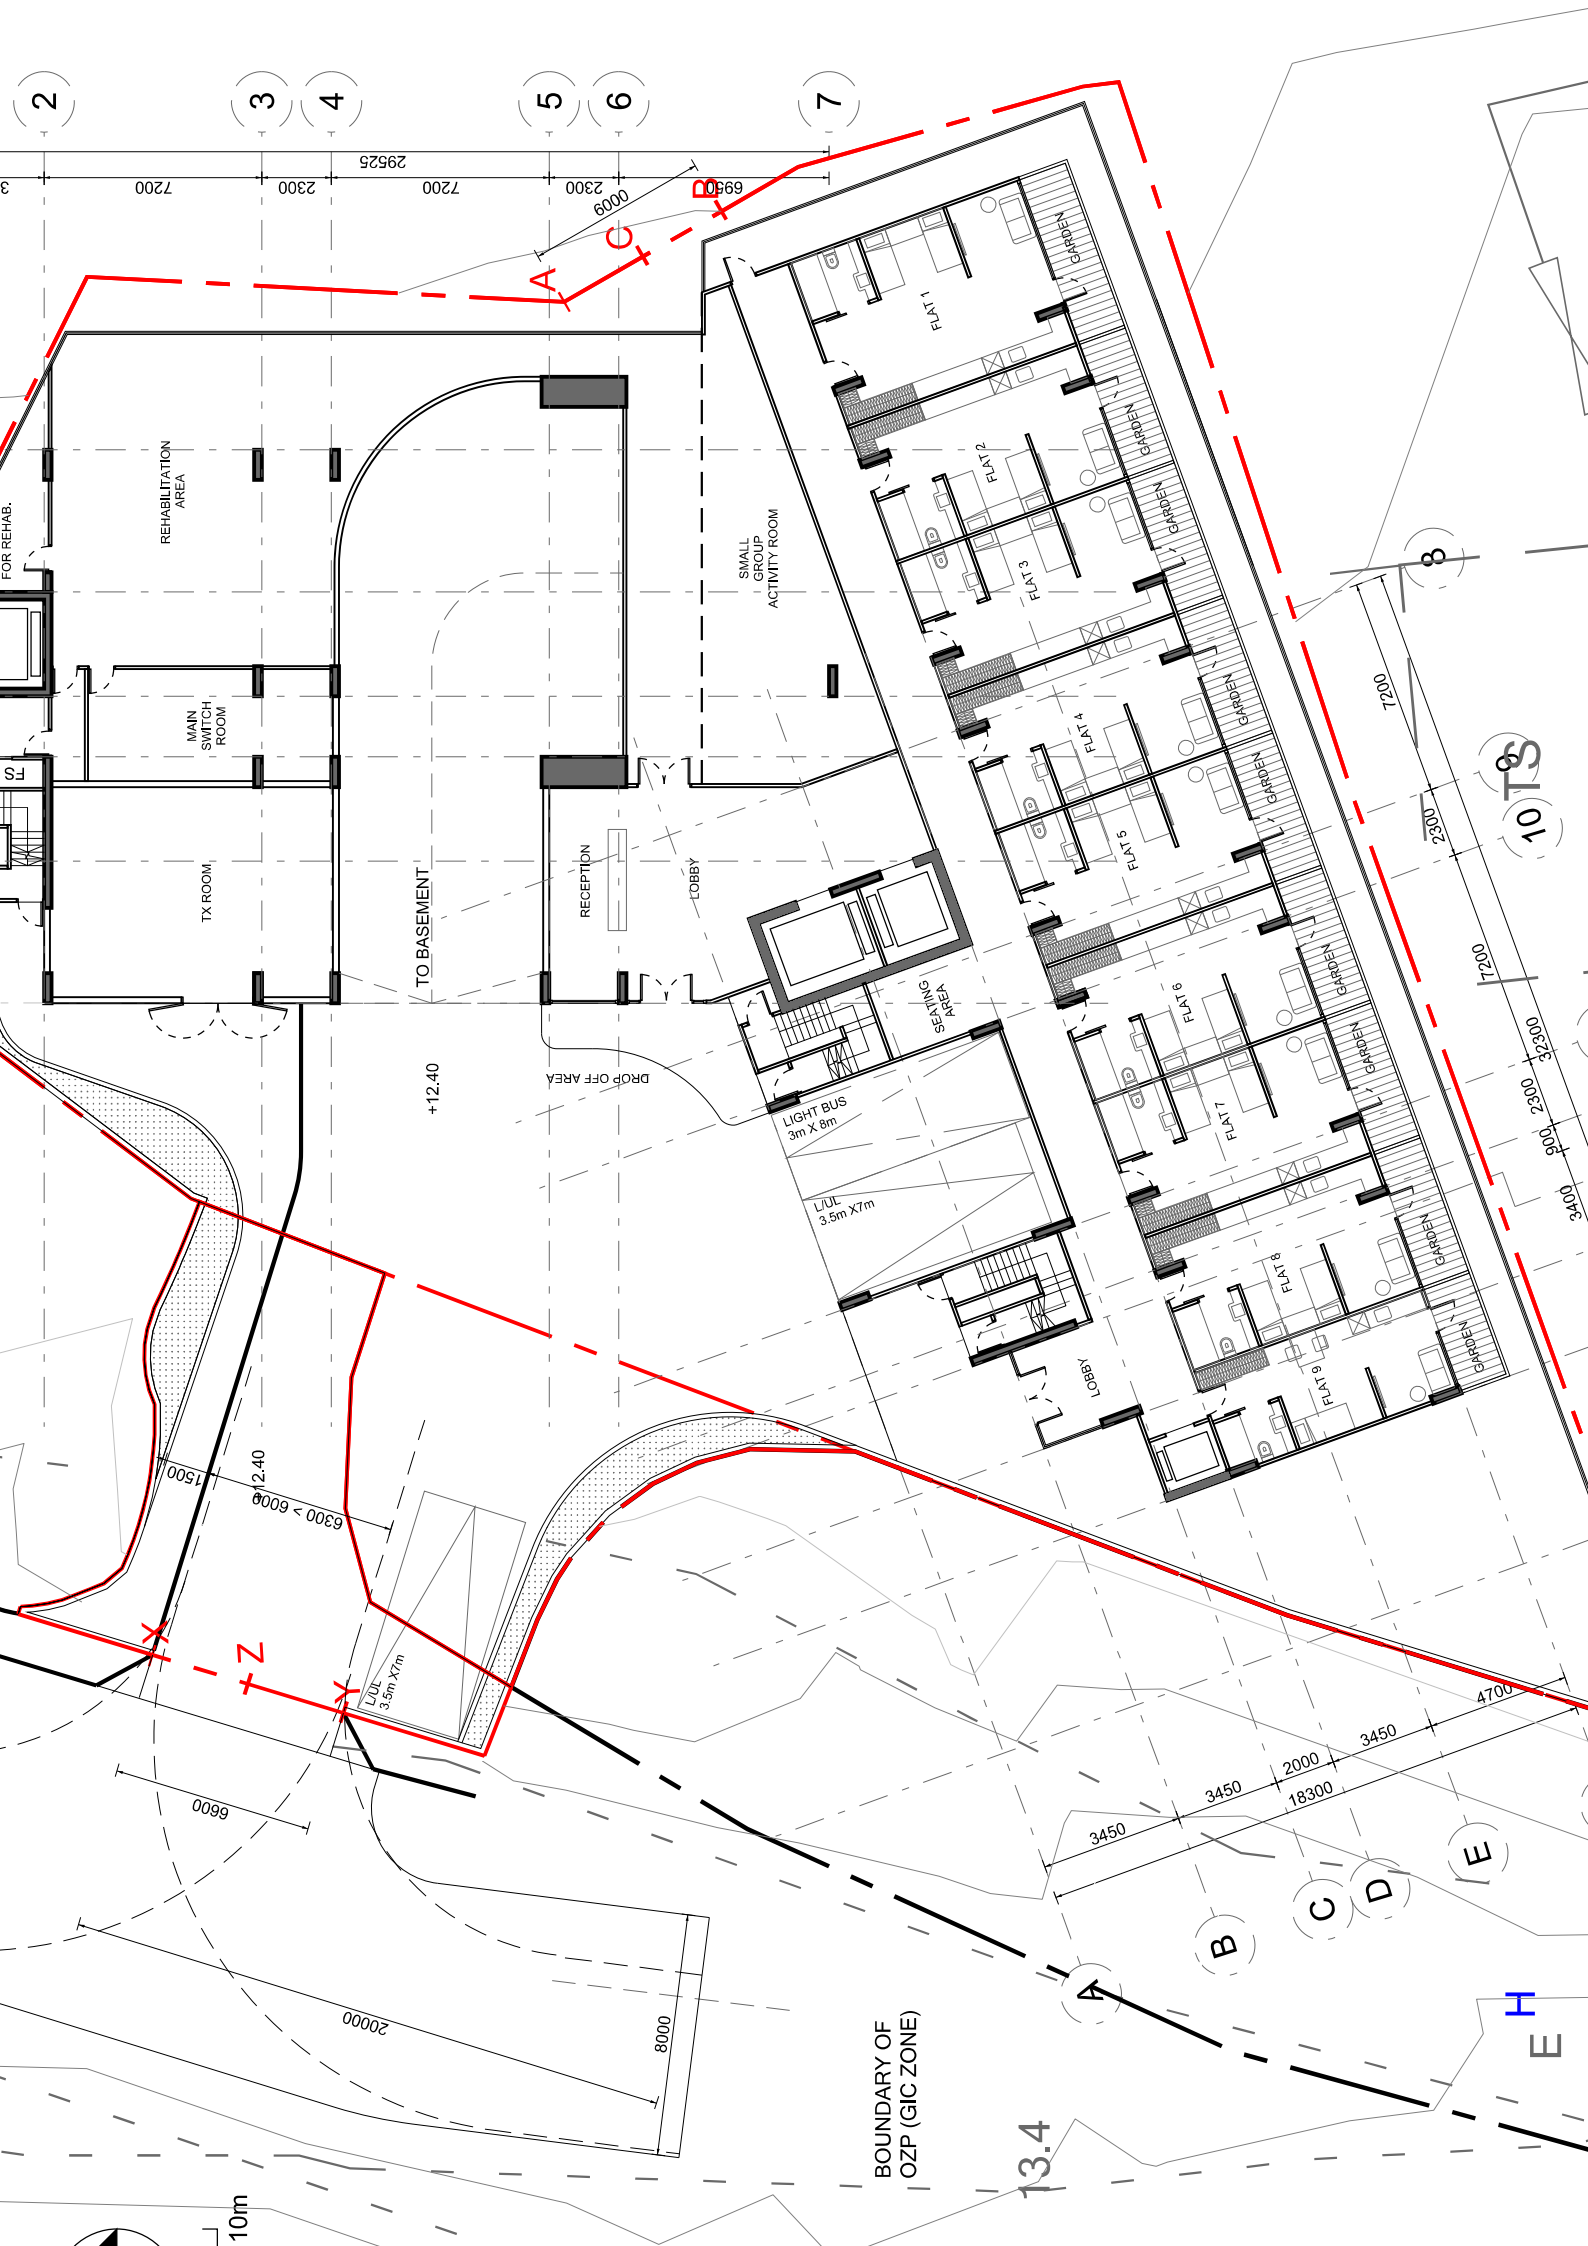 2
3
4
5
6
7
29525
7200
2300
7200
2300
6950
6000
A
C
B
FOR REHAB.
REHABILITATION
AREA
MAIN
SWITCH
ROOM
FS
TX ROOM
TO BASEMENT
RECEPTION
LOBBY
SMALL
GROUP
ACTIVITY ROOM
SEATING
AREA
DROP OFF AREA
+12.40
LIGHT BUS
3m X 8m
L/UL
3.5m X7m
LOBBY
FLAT 1
FLAT 2
FLAT 3
FLAT 4
FLAT 5
FLAT 6
FLAT 7
FLAT 8
FLAT 9
GARDEN
GARDEN
GARDEN
GARDEN
GARDEN
GARDEN
GARDEN
GARDEN
GARDEN
8
9
10
TS
7200
2300
7200
32300
2300
900
3400
1500
+12.40
6300 > 6000
X
Z
Y
L/UL
3.5m X7m
6600
20000
8000
4700
3450
2000
3450
18300
3450
A
B
C
D
E
H
E
BOUNDARY OF
OZP (GIC ZONE)
13.4
10m